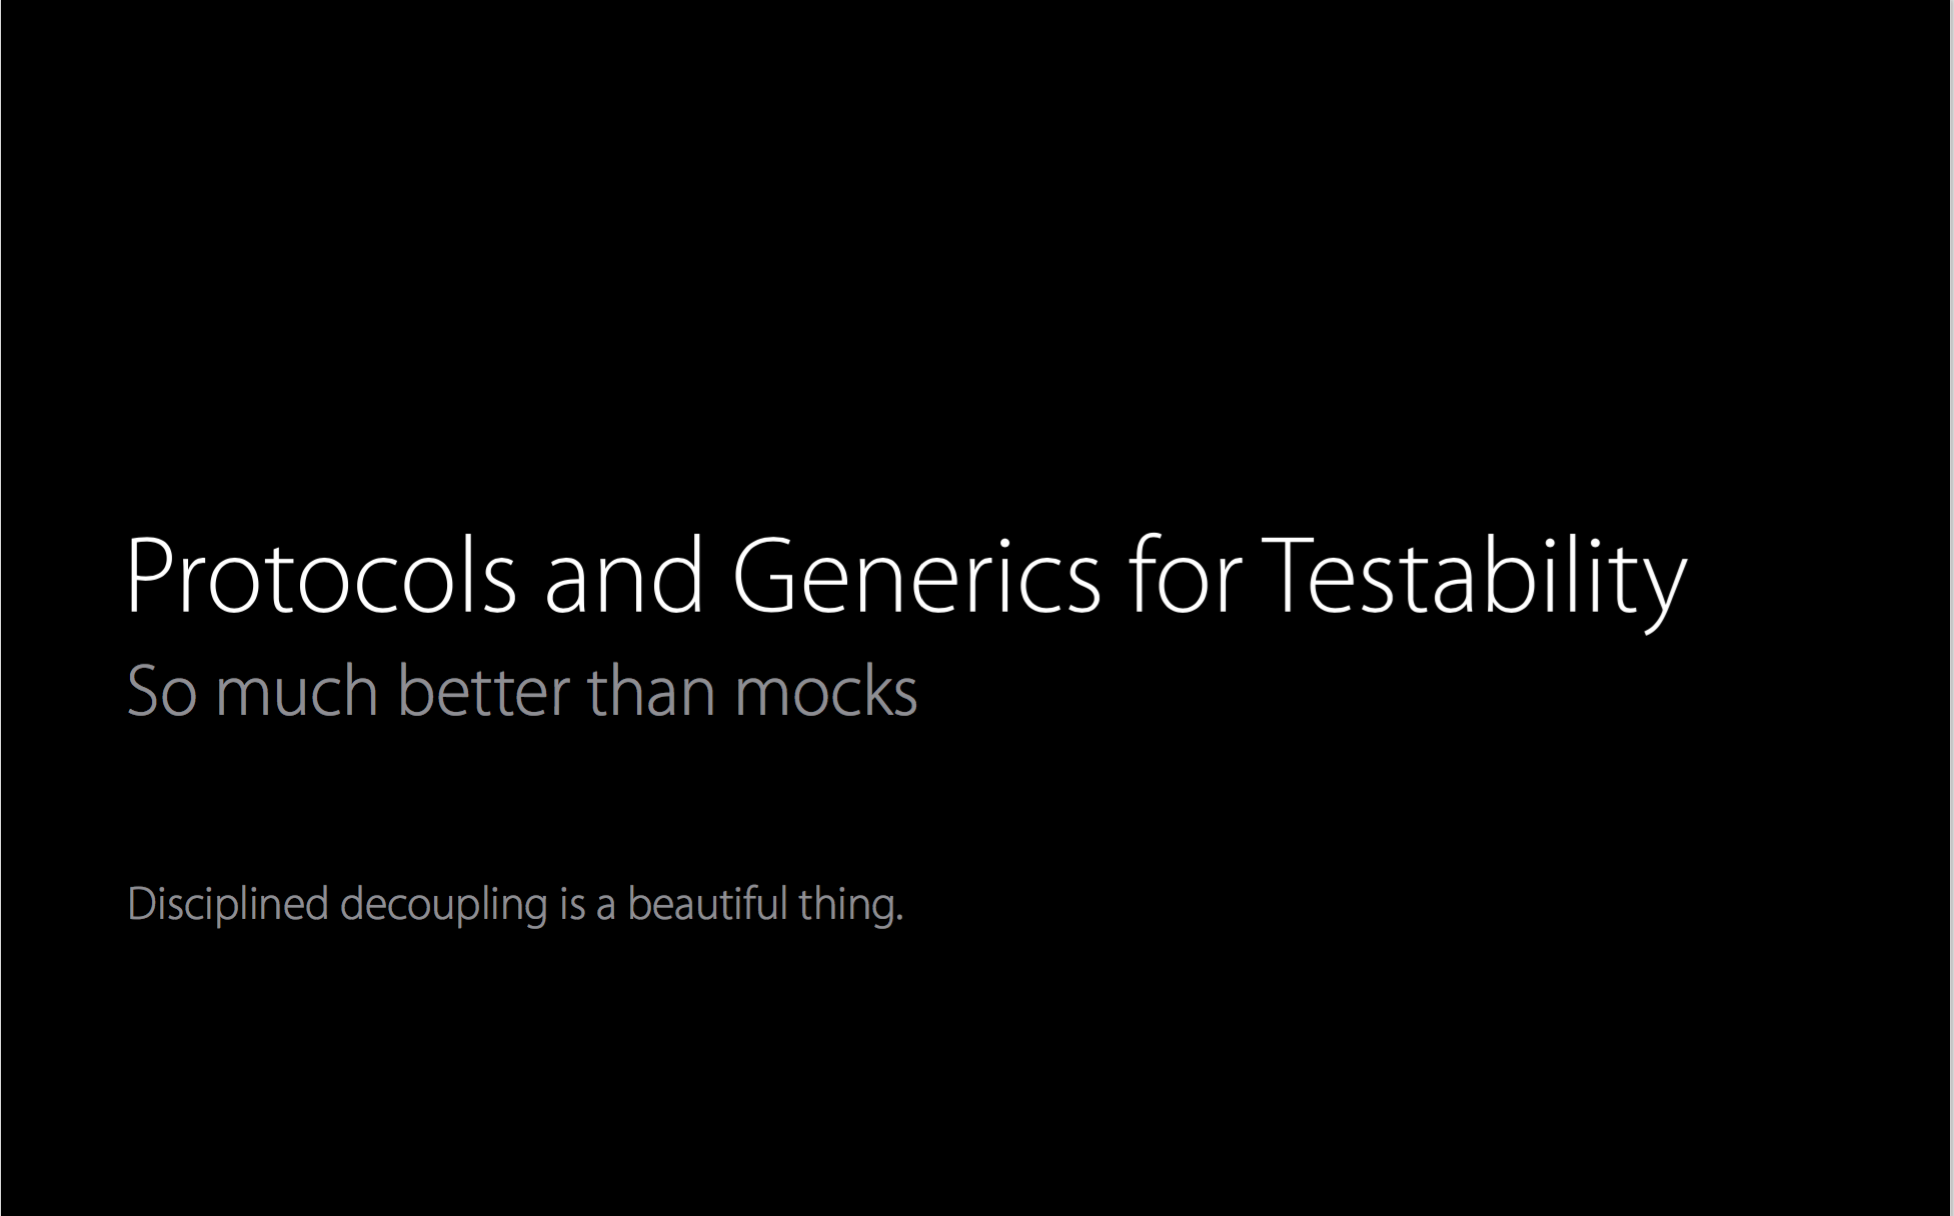 Protocols and Generics for Testability
So much better than mocks
Disciplined decoupling is a beautiful thing.